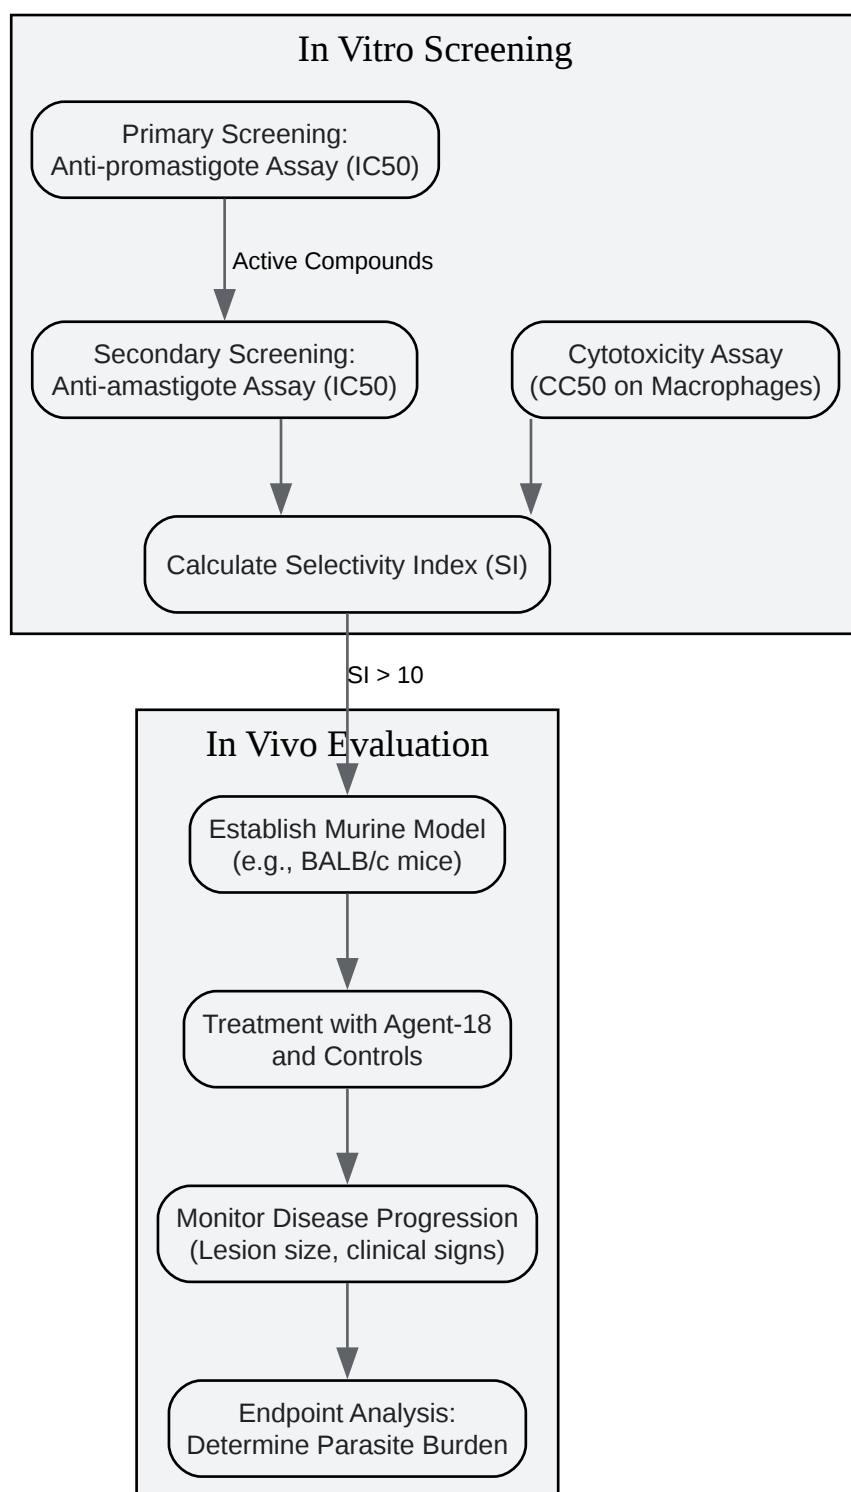 In Vitro Screening
Primary Screening:
Anti-promastigote Assay (IC50)
Active Compounds
Secondary Screening:
Anti-amastigote Assay (IC50)
Cytotoxicity Assay
(CC50 on Macrophages)
Calculate Selectivity Index (SI)
SI > 10
In Vivo Evaluation
Establish Murine Model
(e.g., BALB/c mice)
Treatment with Agent-18
and Controls
Monitor Disease Progression
(Lesion size, clinical signs)
Endpoint Analysis:
Determine Parasite Burden